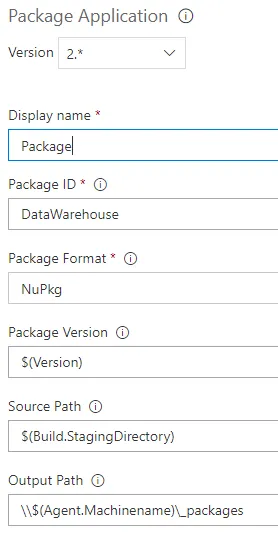 Package Application
Version 2.*
Display name *
Package
Package ID *
DataWarehouse
Package Format *
NuPkg
Package Version
$(Version)
Source Path
$(Build.StagingDirectory)
Output Path
\\$(Agent.Machinename)\_packages